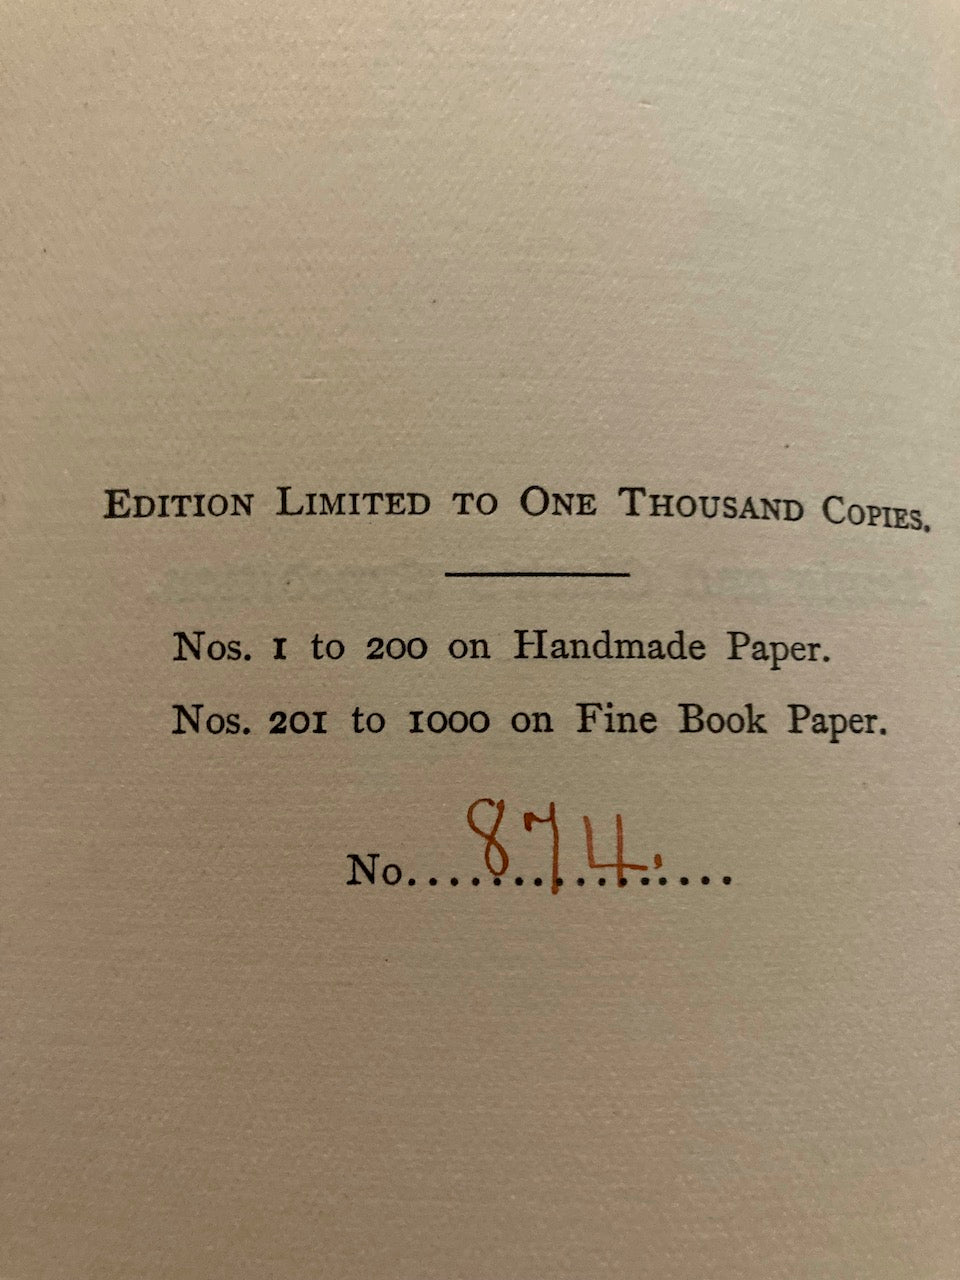 Edition Limited to One Thousand Copies.
Nos. 1 to 200 on Handmade Paper.
Nos. 201 to 1000 on Fine Book Paper.
No. 874.